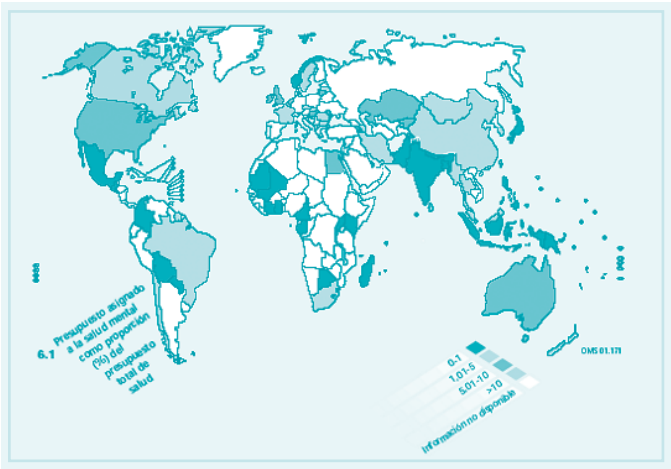 6.1 Presupuesto asignado
a la salud mental
como proporción
(%) del
presupuesto
total de
salud
0-1
1,01-5
5,01-10
>10
Información no disponible
OMS 01.171